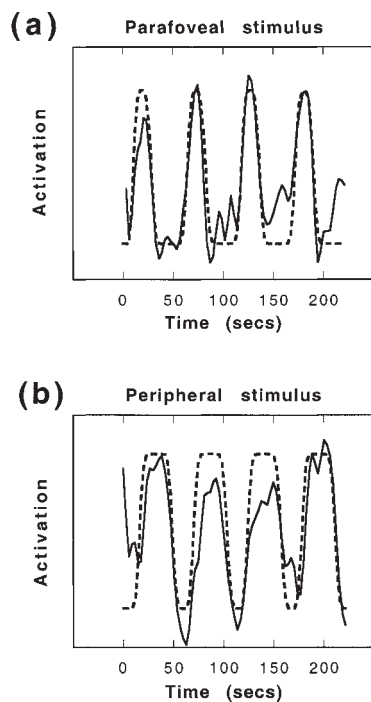 (a) Parafoveal stimulus
Activation
0 50 100 150 200
Time (secs)
(b) Peripheral stimulus
Activation
0 50 100 150 200
Time (secs)